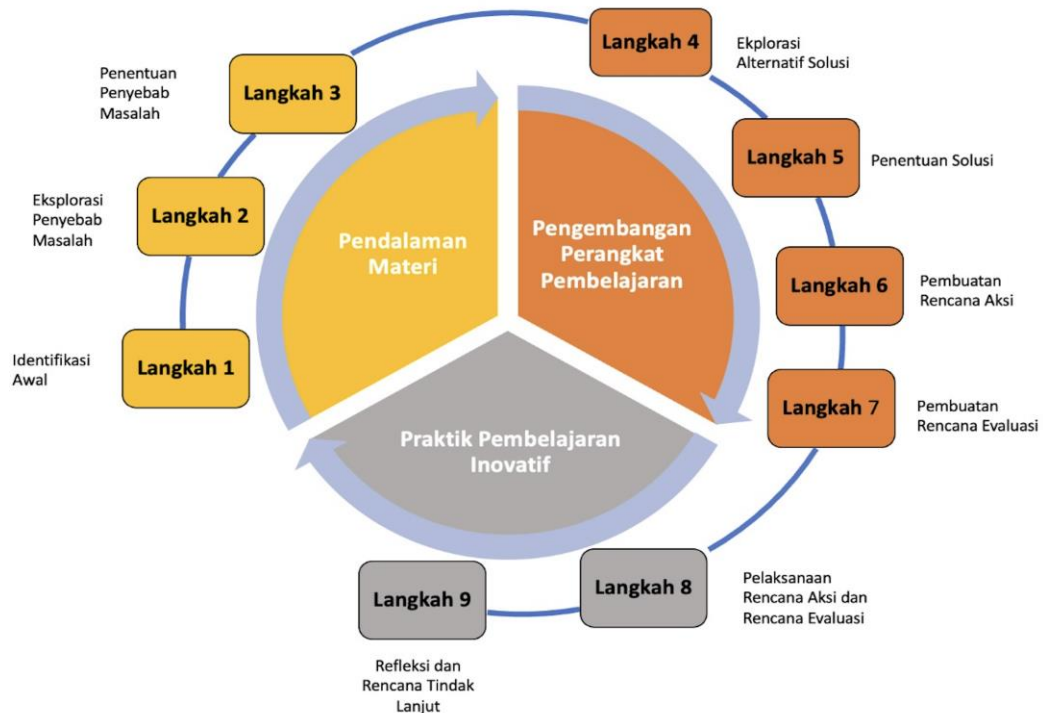 Langkah 1
Identifikasi
Awal
Langkah 2
Eksplorasi
Penyebab
Masalah
Langkah 3
Penentuan
Penyebab
Masalah
Langkah 4
Ekplorasi
Alternatif Solusi
Langkah 5
Penentuan Solusi
Langkah 6
Pembuatan
Rencana Aksi
Langkah 7
Pembuatan
Rencana Evaluasi
Langkah 8
Pelaksanaan
Rencana Aksi dan
Rencana Evaluasi
Langkah 9
Refleksi dan
Rencana Tindak
Lanjut
Pendalaman
Materi
Pengembangan
Perangkat
Pembelajaran
Praktik Pembelajaran
Inovatif